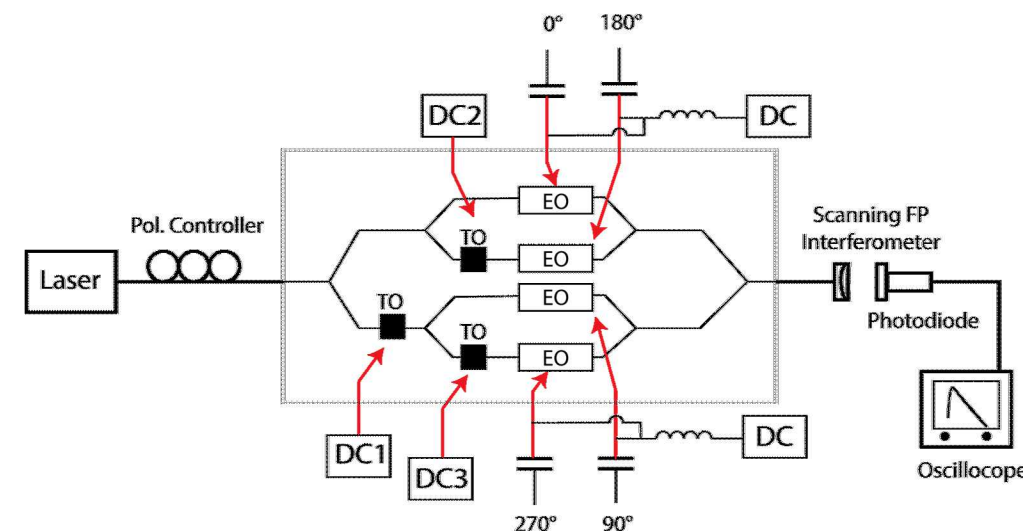 0°
180°
DC2
DC
Pol. Controller
EO
TO
EO
Scanning FP
Interferometer
Laser
TO
EO
Photodiode
TO
EO
DC1
DC3
DC
Oscillocope
270°
90°